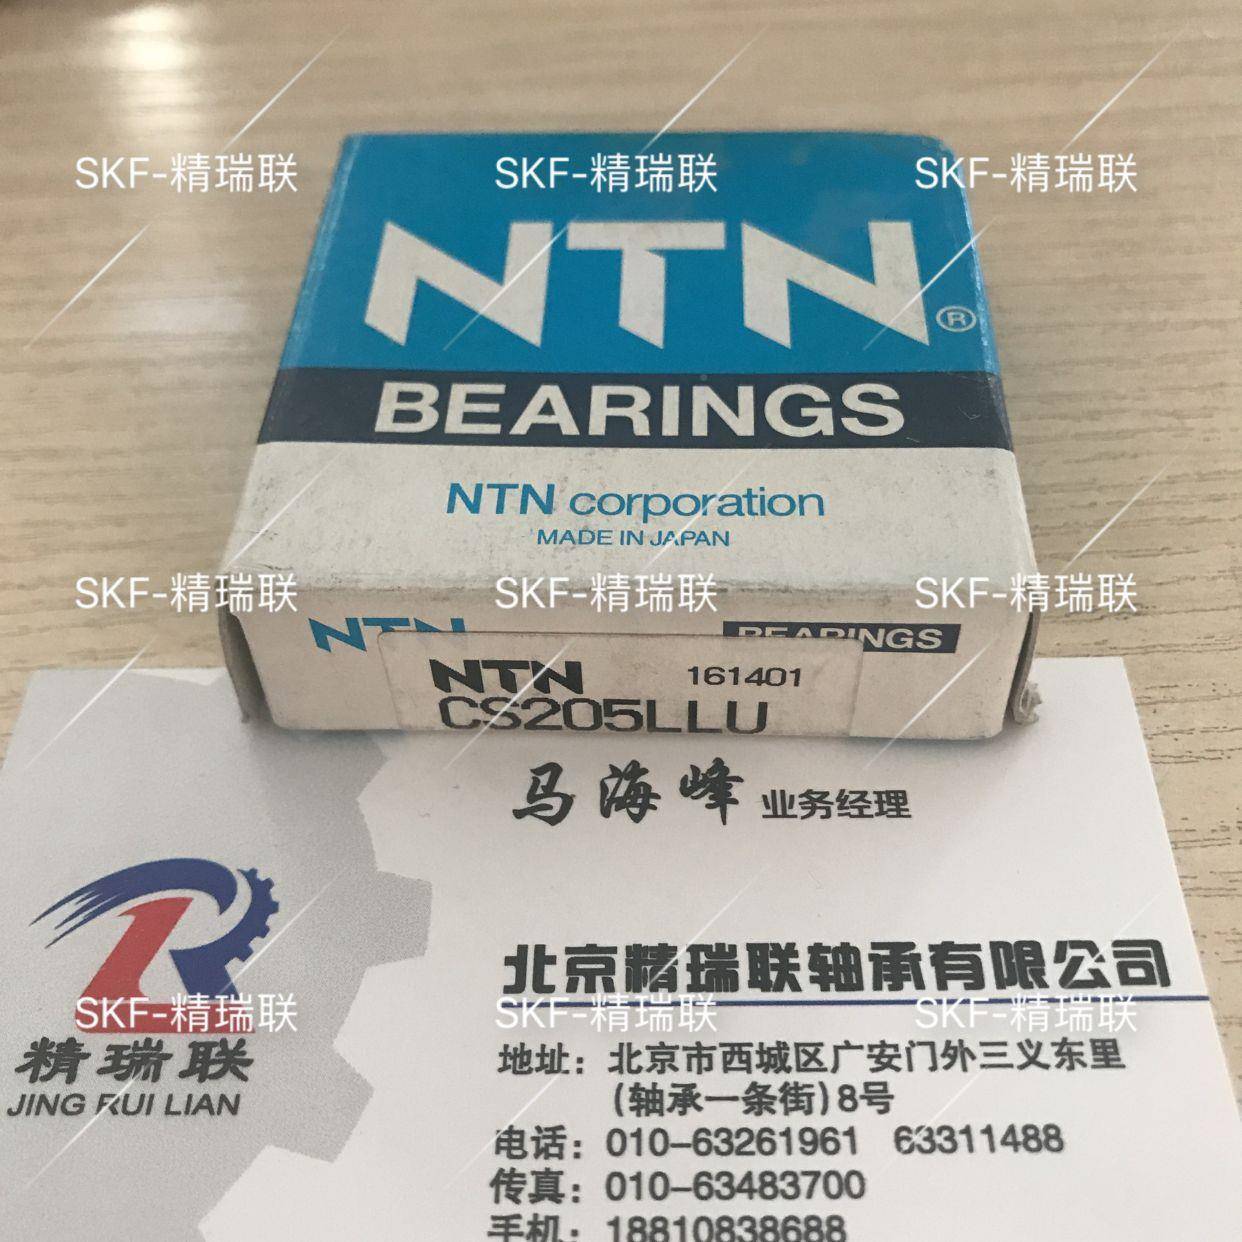 SKF-精瑞联 SKF-精瑞联 SKF-精瑞联
NTN®
BEARINGS
NTN corporation
MADE IN JAPAN
SKF-精瑞联 SKF-精瑞联 SKF-精瑞联
NTN BEARINGS
NTN 161401
CS205LLU
马海峰 业务经理
北京精瑞联轴承有限公司
SKF-精瑞联 SKF-精瑞联 SKF-精瑞联
精瑞联
JING RUI LIAN
地址：北京市西城区广安门外三义东里
(轴承一条街)8号
电话：010-63261961 63311488
传真：010-63483700
手机：18810838688